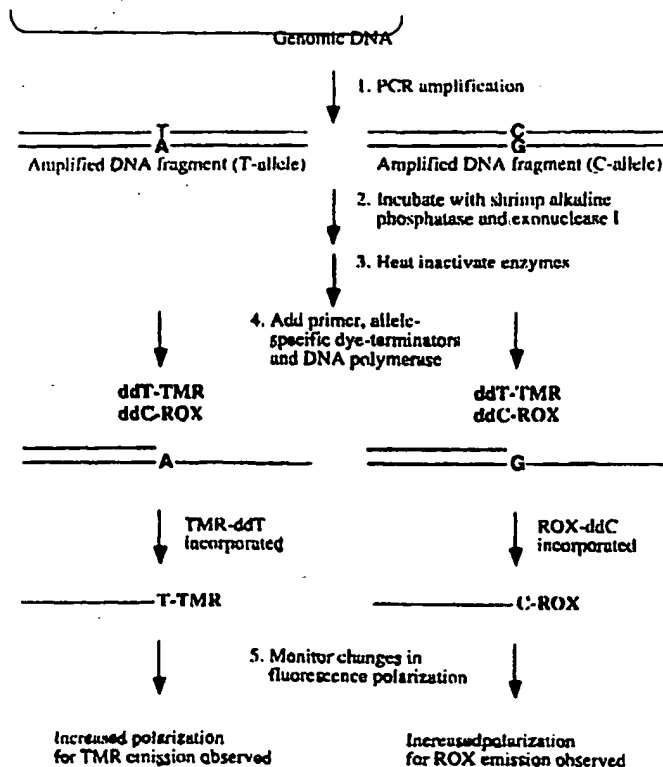 Genomic DNA
1. PCR amplification
T
A
Amplified DNA fragment (T-allele)
C
G
Amplified DNA fragment (C-allele)
2. Incubate with shrimp alkaline
phosphatase and exonuclease I
3. Heat inactivate enzymes
4. Add primer, allele-
specific dye-terminators
and DNA polymerase
ddT-TMR
ddC-ROX
ddT-TMR
ddC-ROX
A
G
TMR-ddT
incorporated
ROX-ddC
incorporated
T-TMR
C-ROX
5. Monitor changes in
fluorescence polarization
Increased polarization
for TMR emission observed
Increasedpolarization
for ROX emission observed